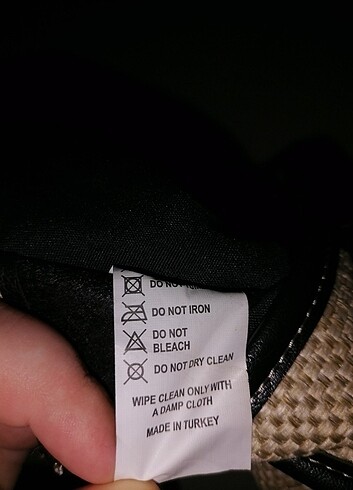 DO NOT
DO NOT IRON
DO NOT
BLEACH
DO NOT DRY CLEAN
WIPE CLEAN ONLY WITH
A DAMP CLOTH
MADE IN TURKEY